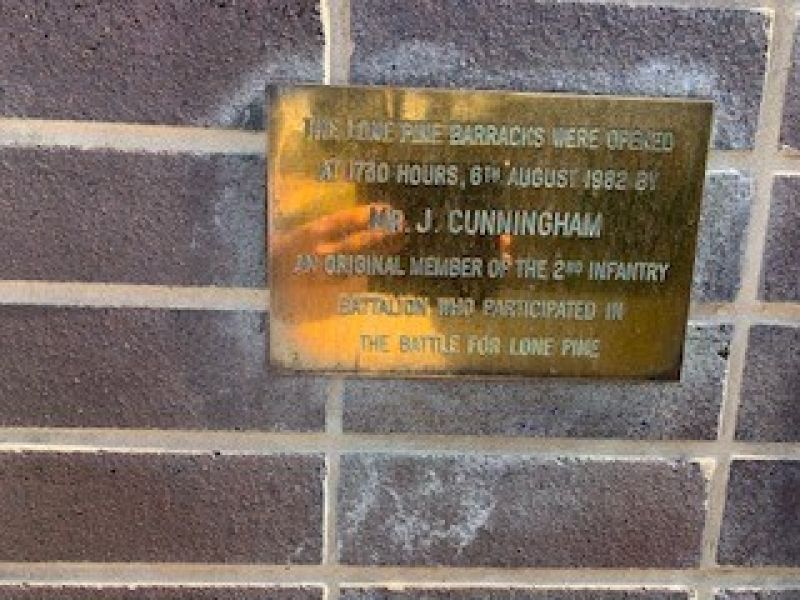 THE LONE PINE BARRACKS WERE OPENED
AT 1730 HOURS, 6TH AUGUST 1982 BY
MR. J. CUNNINGHAM
AN ORIGINAL MEMBER OF THE 2ND INFANTRY
BATTALION WHO PARTICIPATED IN
THE BATTLE FOR LONE PINE